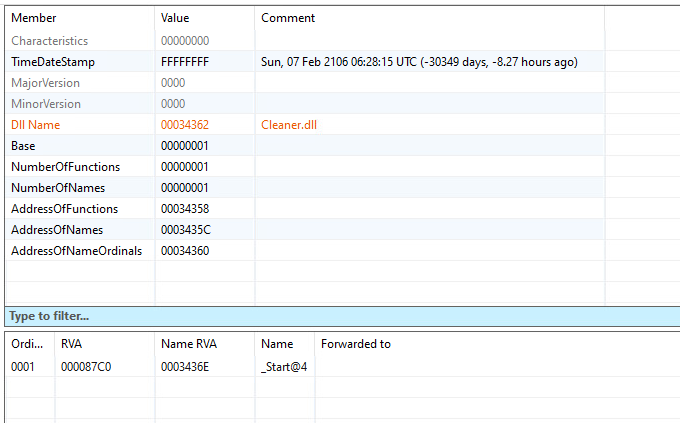 Member Value Comment
Characteristics 00000000
TimeDateStamp FFFFFFFF Sun, 07 Feb 2106 06:28:15 UTC (-30349 days, -8.27 hours ago)
MajorVersion 0000
MinorVersion 0000
Dll Name 00034362 Cleaner.dll
Base 00000001
NumberOfFunctions 00000001
NumberOfNames 00000001
AddressOfFunctions 00034358
AddressOfNames 0003435C
AddressOfNameOrdinals 00034360
Type to filter...
Ordi... RVA Name RVA Name Forwarded to
0001 000087C0 0003436E _Start@4